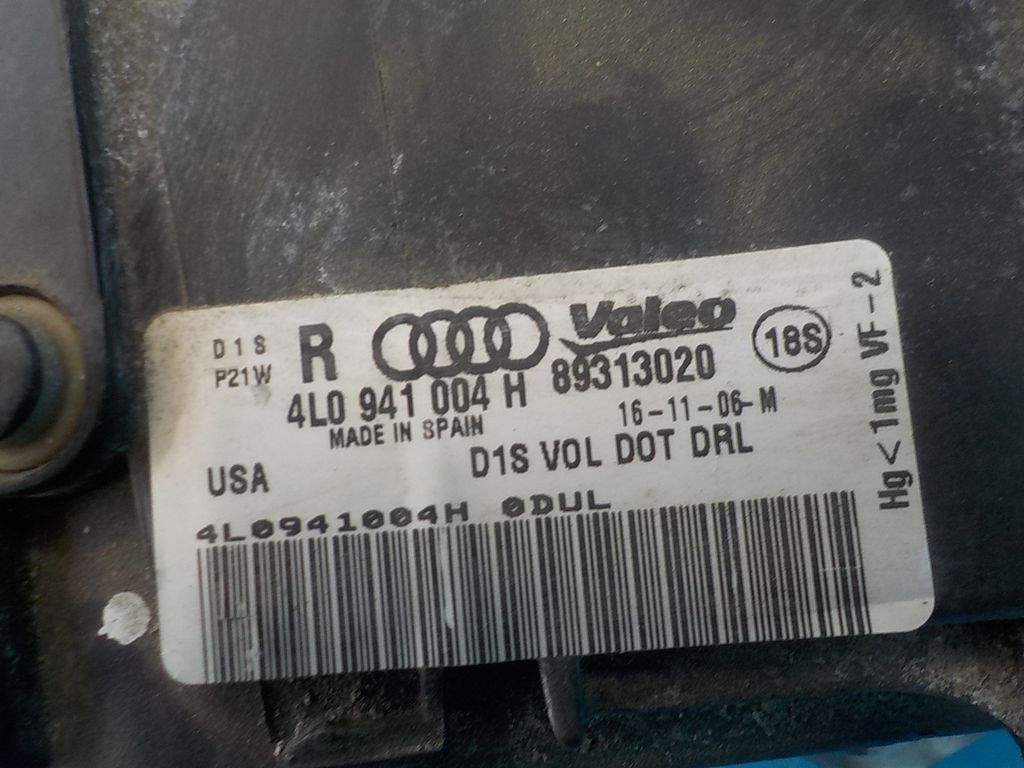 D1S R Valeo 18S
P21W
4L0 941 004 H 89313020
MADE IN SPAIN 16-11-06-M
USA D1S VOL DOT DRL
4L0941004H 0DUL
Hg<1mg VF-2